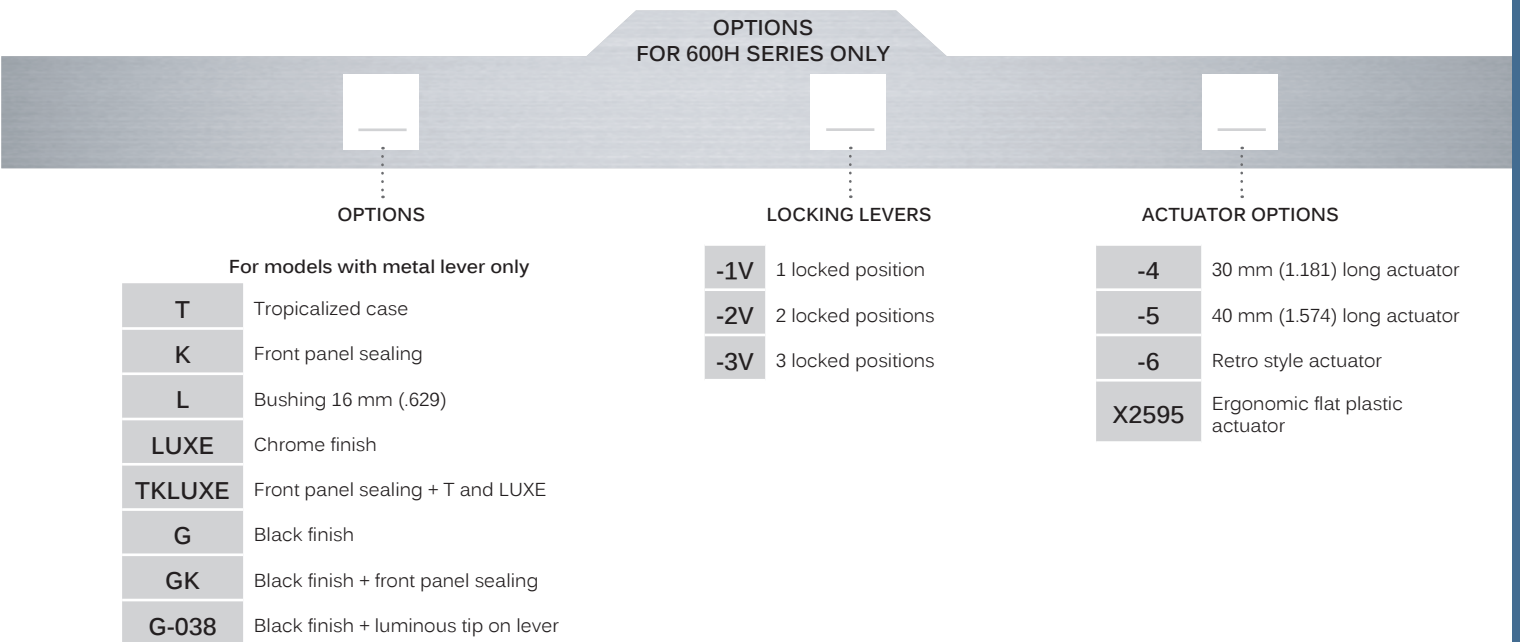 OPTIONS
FOR 600H SERIES ONLY
OPTIONS
For models with metal lever only
T Tropicalized case
K Front panel sealing
L Bushing 16 mm (.629)
LUXE Chrome finish
TKLUXE Front panel sealing + T and LUXE
G Black finish
GK Black finish + front panel sealing
G-038 Black finish + luminous tip on lever
LOCKING LEVERS
-1V 1 locked position
-2V 2 locked positions
-3V 3 locked positions
ACTUATOR OPTIONS
-4 30 mm (1.181) long actuator
-5 40 mm (1.574) long actuator
-6 Retro style actuator
X2595 Ergonomic flat plastic
actuator